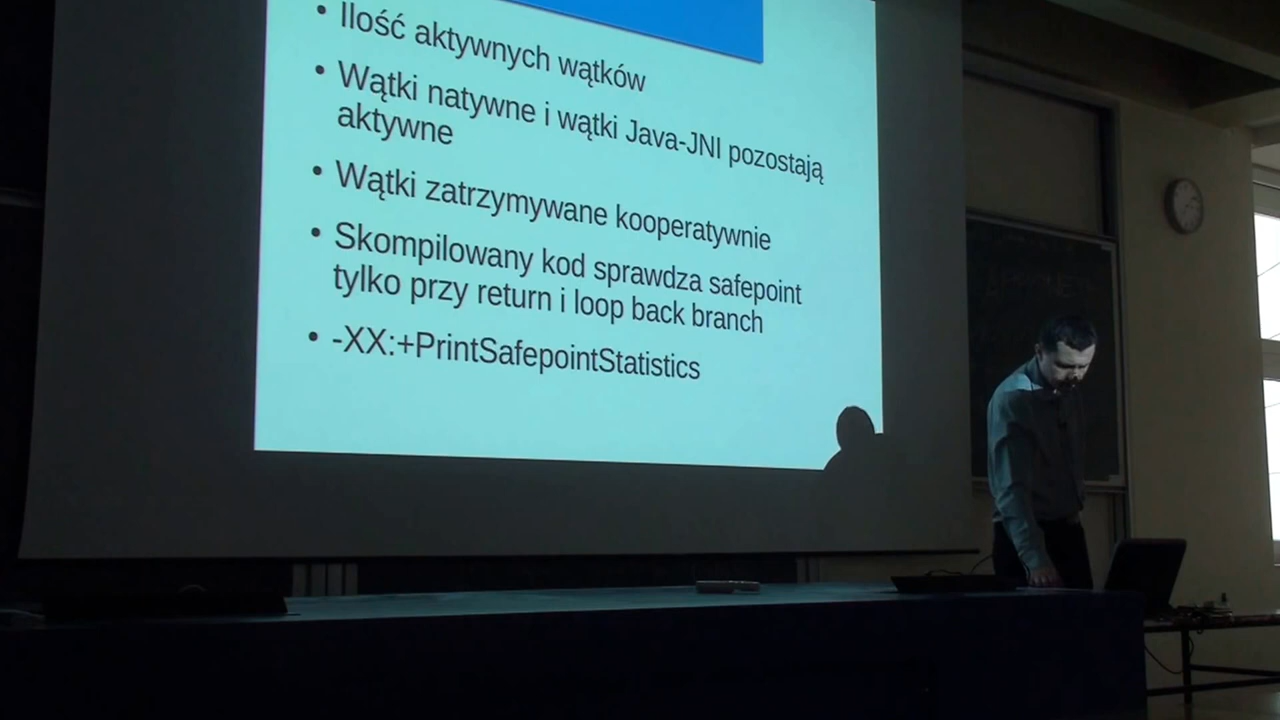 • Ilość aktywnych wątków
• Wątki natywne i wątki Java-JNI pozostają
aktywne
• Wątki zatrzymywane kooperatywnie
• Skompilowany kod sprawdza safepoint
tylko przy return i loop back branch
• -XX:+PrintSafepointStatistics